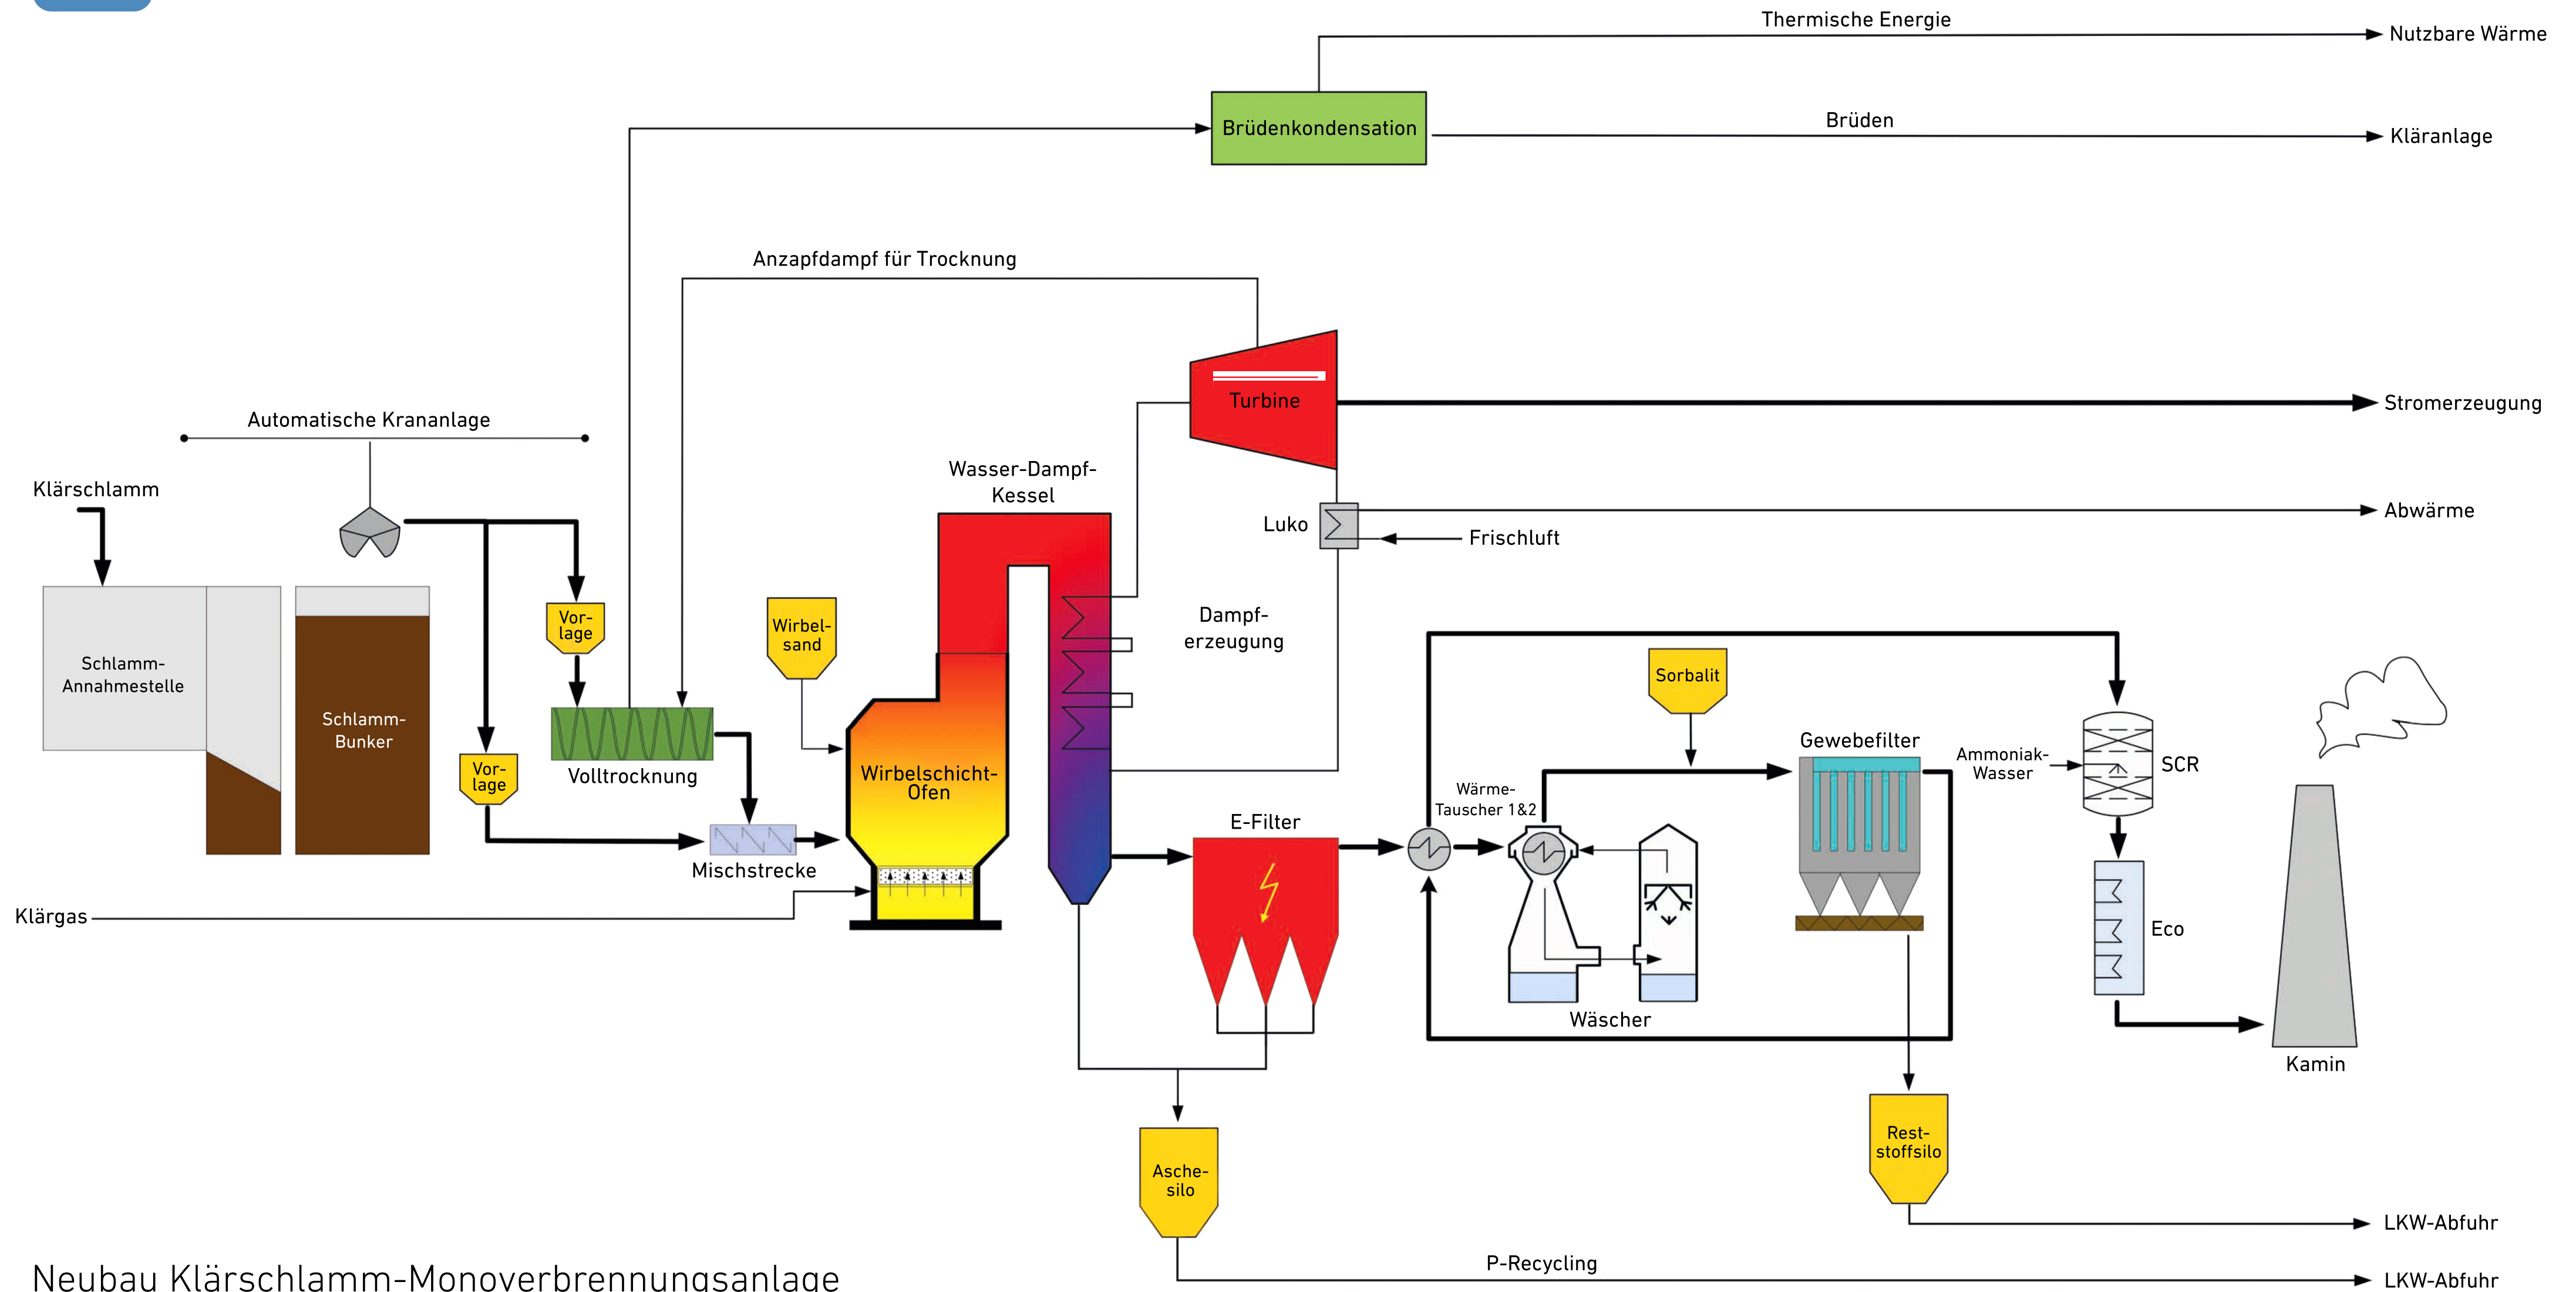 Thermische Energie
Nutzbare Wärme
Brüdenkondensation
Brüden
Kläranlage
Anzapfdampf für Trocknung
Turbine
Stromerzeugung
Automatische Krananlage
Wasser-Dampf-
Kessel
Klärschlamm
Luko
Abwärme
Frischluft
Vor-
lage
Wirbel-
sand
Dampf-
erzeugung
Schlamm-
Annahmestelle
Schlamm-
Bunker
Sorbalit
Gewebefilter
Ammoniak-
Wasser
SCR
Volltrocknung
Vor-
lage
Wirbelschicht-
Ofen
Wärme-
Tauscher 1&2
E-Filter
Mischstrecke
Klärgas
Eco
Wäscher
Kamin
Rest-
stoffsilo
Asche-
silo
LKW-Abfuhr
P-Recycling
LKW-Abfuhr
Neubau Klärschlamm-Monoverbrennungsanlage